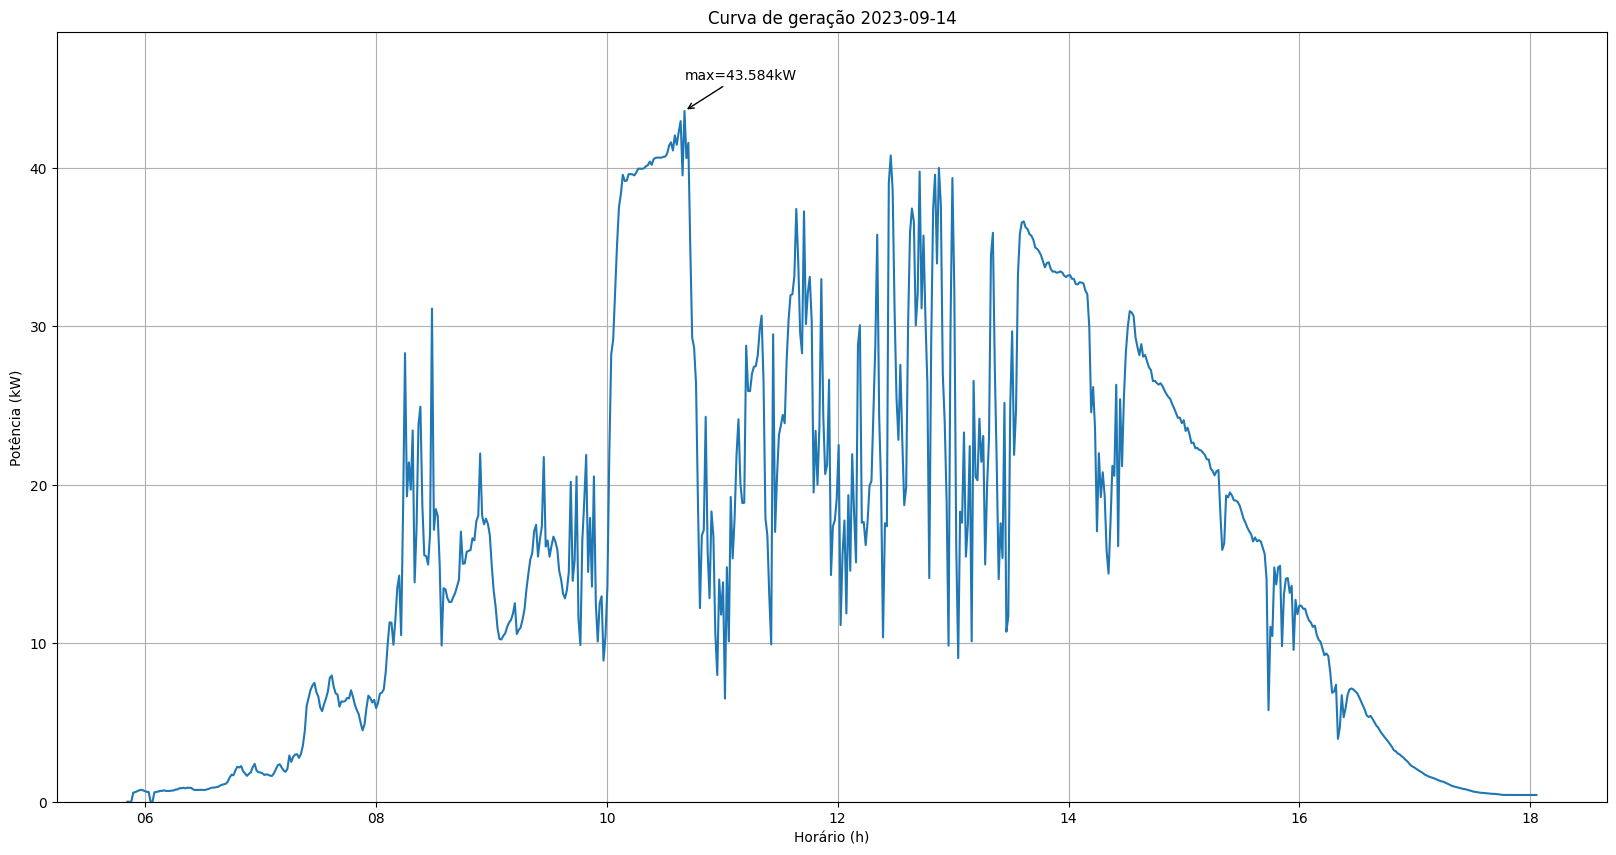 Curva de geração 2023-09-14
max=43.584kW
Potência (kW)
40
30
20
10
0
06 08 10 12 14 16 18
Horário (h)